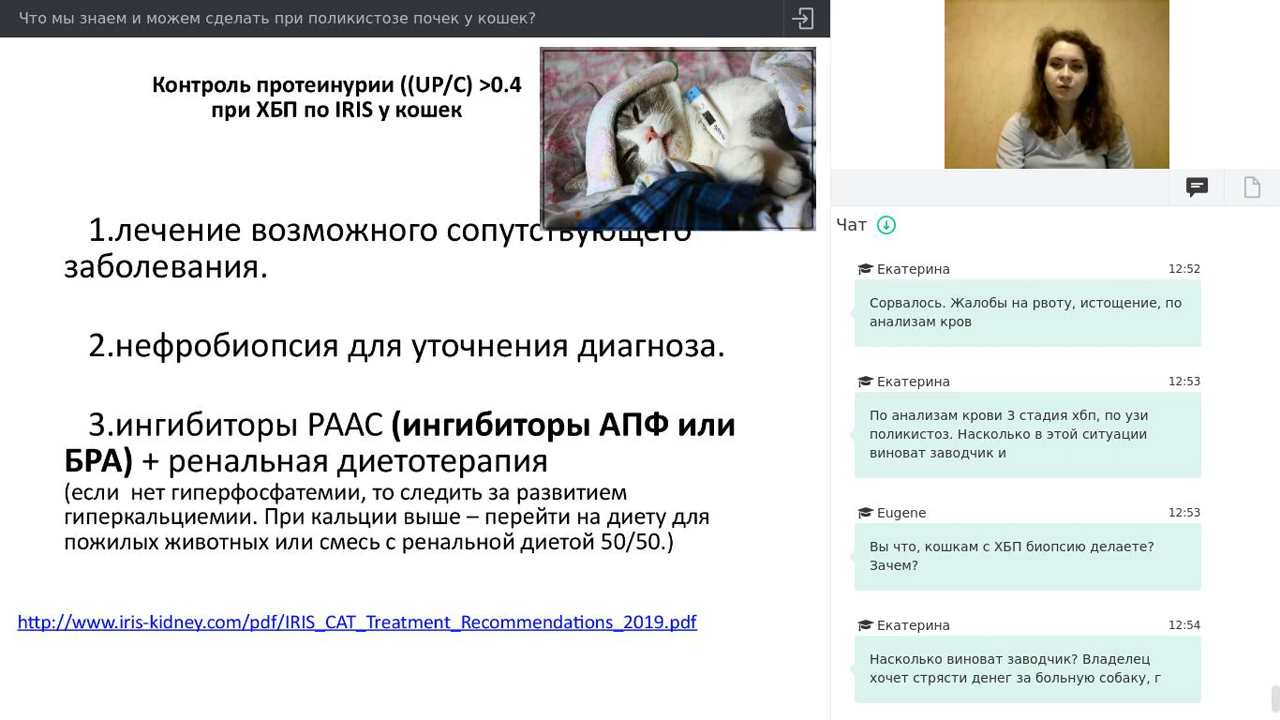 Что мы знаем и можем сделать при поликистозе почек у кошек?
Контроль протеинурии ((UP/C) >0.4
при ХБП по IRIS у кошек
1.лечение возможного сопутствующего
заболевания.
2.нефробиопсия для уточнения диагноза.
3.ингибиторы РААС (ингибиторы АПФ или
БРА) + ренальная диетотерапия
(если нет гиперфосфатемии, то следить за развитием
гиперкальциемии. При кальции выше – перейти на диету для
пожилых животных или смесь с ренальной диетой 50/50.)
http://www.iris-kidney.com/pdf/IRIS_CAT_Treatment_Recommendations_2019.pdf
Чат
Екатерина 12:52
Сорвалось. Жалобы на рвоту, истощение, по
анализам кров
Екатерина 12:53
По анализам крови 3 стадия хбп, по узи
поликистоз. Насколько в этой ситуации
виноват заводчик и
Eugene 12:53
Вы что, кошкам с ХБП биопсию делаете?
Зачем?
Екатерина 12:54
Насколько виноват заводчик? Владелец
хочет стрясти денег за больную собаку, г